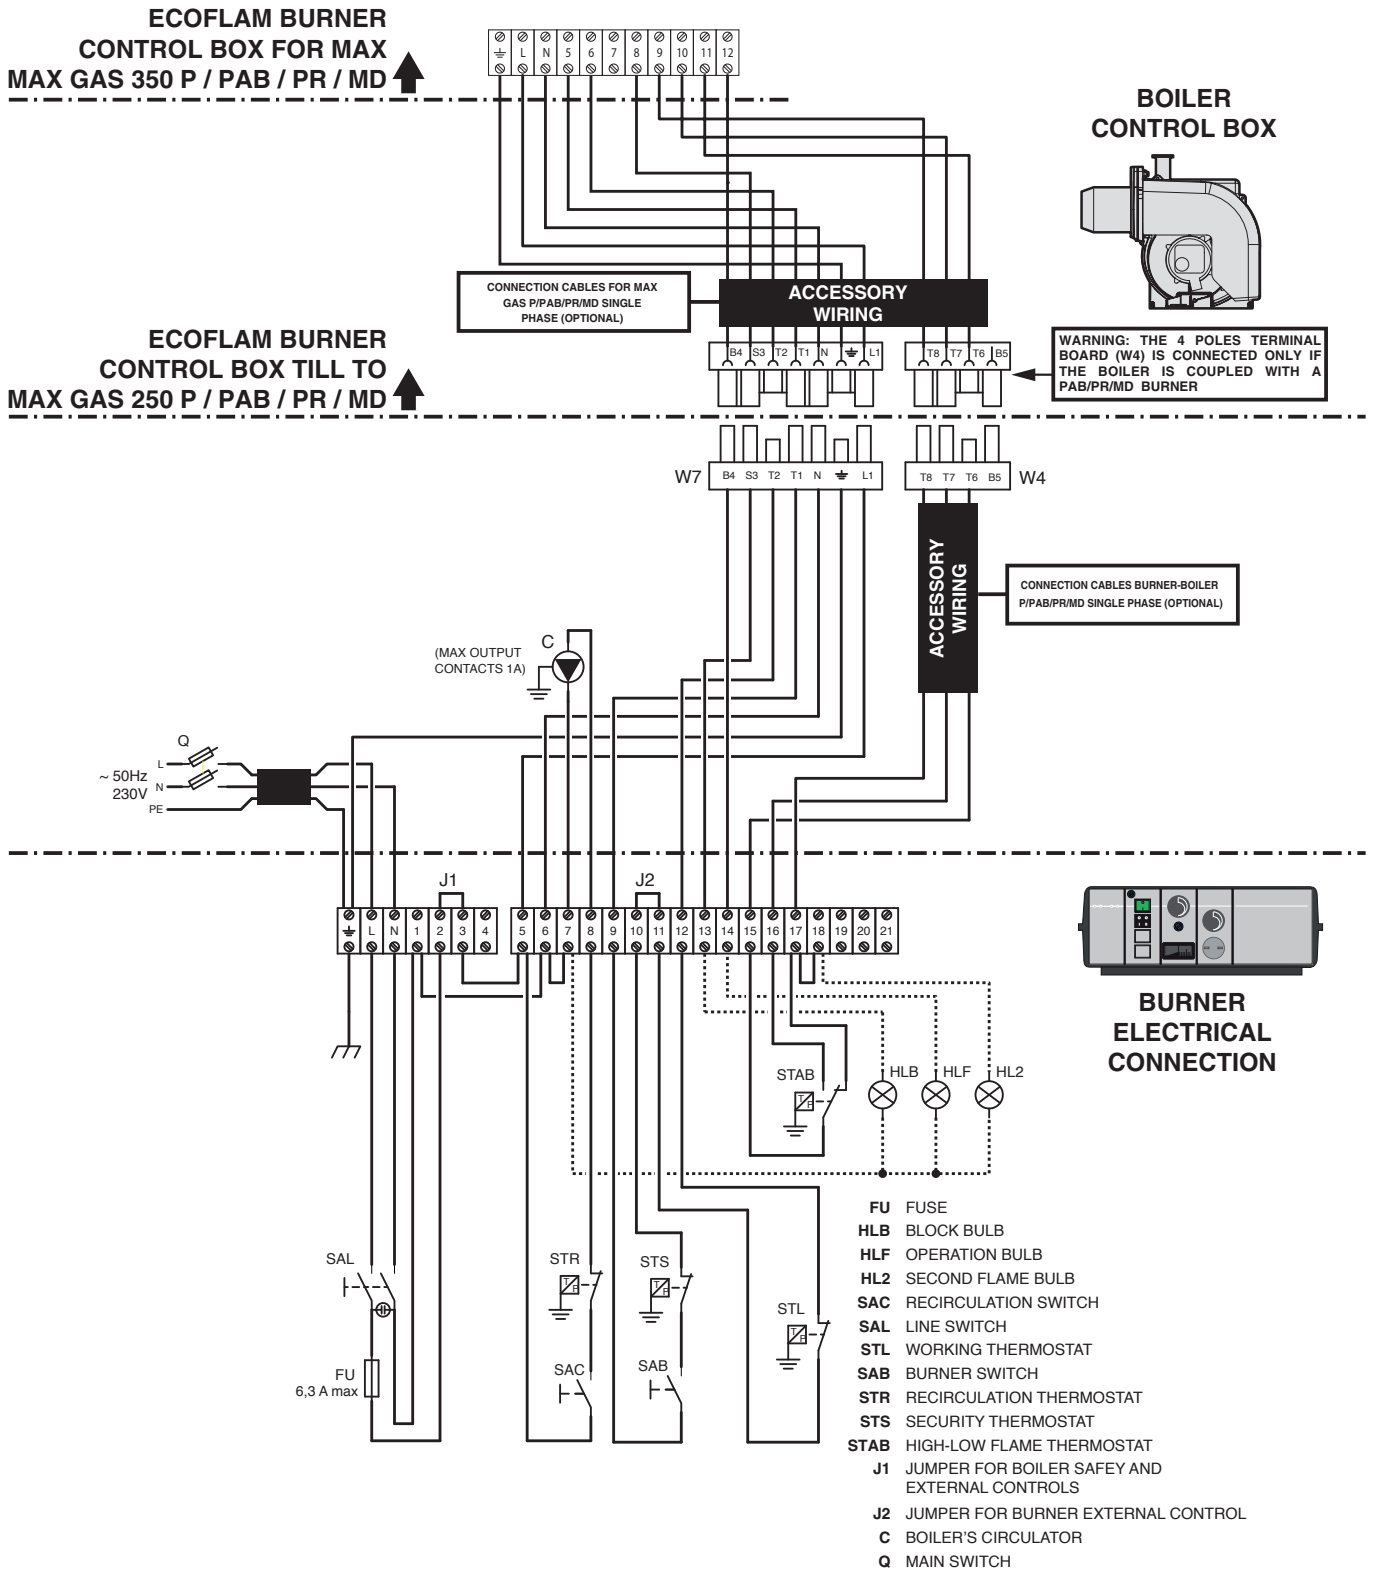 ECOFLAM BURNER
CONTROL BOX FOR MAX
MAX GAS 350 P / PAB / PR / MD
L N 5 6 7 8 9 10 11 12
BOILER
CONTROL BOX
CONNECTION CABLES FOR MAX
GAS P/PAB/PR/MD SINGLE
PHASE (OPTIONAL)
ACCESSORY
WIRING
ECOFLAM BURNER
CONTROL BOX TILL TO
MAX GAS 250 P / PAB / PR / MD
B4 S3 T2 T1 N L1
T8 T7 T6 B5
WARNING: THE 4 POLES TERMINAL
BOARD (W4) IS CONNECTED ONLY IF
THE BOILER IS COUPLED WITH A
PAB/PR/MD BURNER
W7 B4 S3 T2 T1 N L1
T8 T7 T6 B5 W4
ACCESSORY
WIRING
CONNECTION CABLES BURNER-BOILER
P/PAB/PR/MD SINGLE PHASE (OPTIONAL)
C
(MAX OUTPUT
CONTACTS 1A)
Q
L
~ 50Hz
N
230V
PE
J1
J2
L N 1 2 3 4
5 6 7 8 9 10 11 12 13 14 15 16 17 18 19 20 21
BURNER
ELECTRICAL
CONNECTION
STAB
T P
HLB
HLF
HL2
SAL
FU
6,3 A max
STR
T P
SAC
STS
T P
SAB
STL
T P
FU FUSE
HLB BLOCK BULB
HLF OPERATION BULB
HL2 SECOND FLAME BULB
SAC RECIRCULATION SWITCH
SAL LINE SWITCH
STL WORKING THERMOSTAT
SAB BURNER SWITCH
STR RECIRCULATION THERMOSTAT
STS SECURITY THERMOSTAT
STAB HIGH-LOW FLAME THERMOSTAT
J1 JUMPER FOR BOILER SAFEY AND
EXTERNAL CONTROLS
J2 JUMPER FOR BURNER EXTERNAL CONTROL
C BOILER'S CIRCULATOR
Q MAIN SWITCH